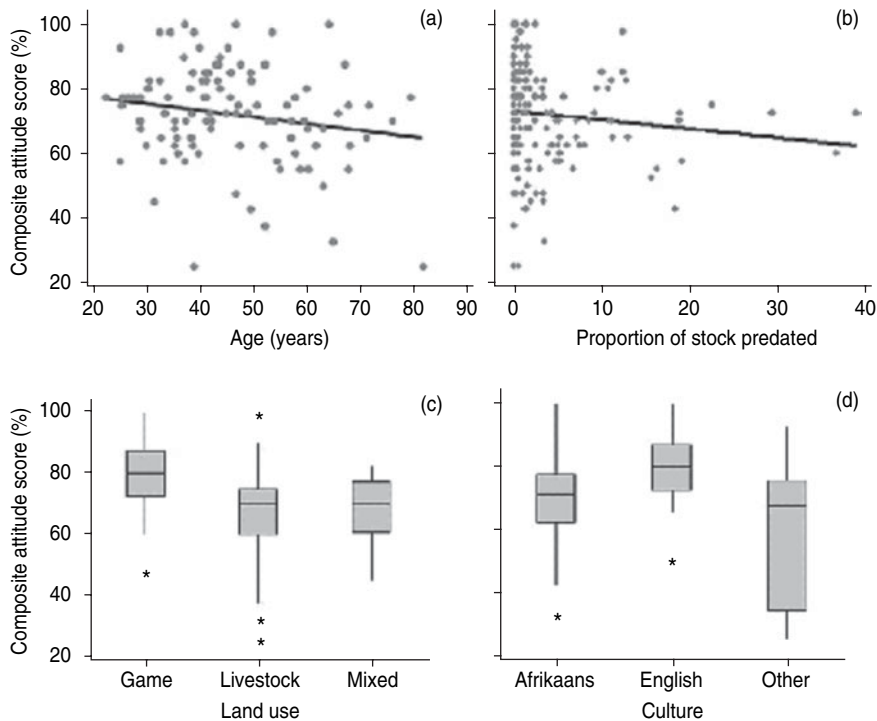 (a)
Composite attitude score (%)
100
80
60
40
20
20 30 40 50 60 70 80 90
Age (years)
(b)
0 10 20 30 40
Proportion of stock predated
(c)
Composite attitude score (%)
100
80
60
40
20
Game Livestock Mixed
Land use
(d)
Afrikaans English Other
Culture